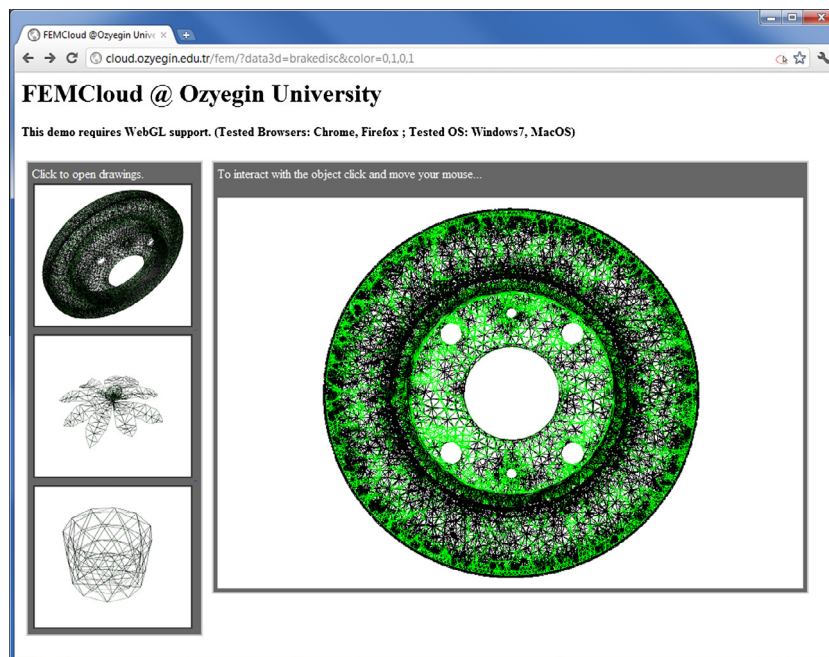 FEMCloud @Ozyegin Unive
cloud.ozyegin.edu.tr/fem/?data3d=brakedisc&color=0,1,0,1
FEMCloud @ Ozyegin University
This demo requires WebGL support. (Tested Browsers: Chrome, Firefox ; Tested OS: Windows7, MacOS)
Click to open drawings.
To interact with the object click and move your mouse...